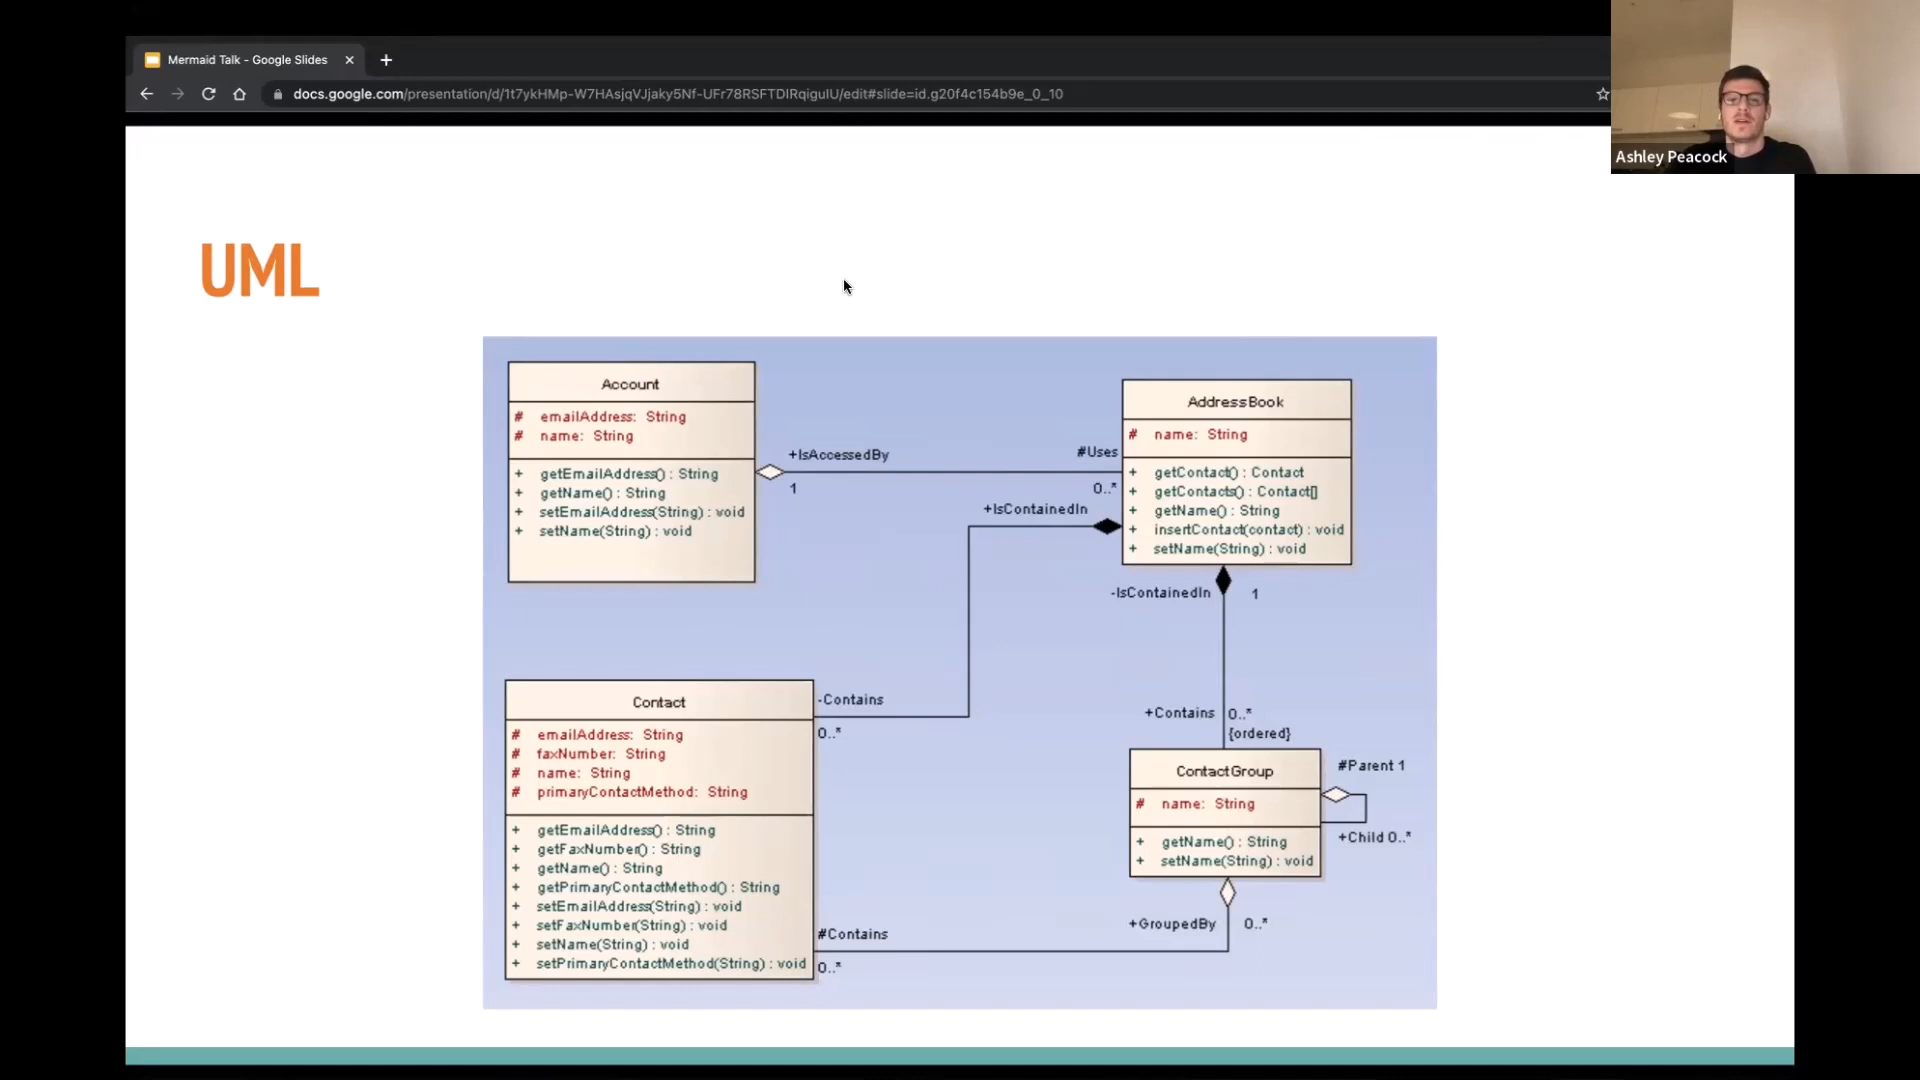 Mermaid Talk - Google Slides
docs.google.com/presentation/d/1t7ykHMp-W7HAsjqVJjaky5Nf-UFr78RSFTDIRqiguIU/edit#slide=id.g20f4c154b9e_0_10
Ashley Peacock
UML
Account
# emailAddress: String
# name: String
+ getEmailAddress() : String
+ getName() : String
+ setEmailAddress(String) : void
+ setName(String) : void
+IsAccessedBy
1
#Uses
0..*
AddressBook
# name: String
+ getContact() : Contact
+ getContacts() : Contact[]
+ getName() : String
+ insertContact(contact) : void
+ setName(String) : void
+IsContainedIn
-IsContainedIn
1
Contact
# emailAddress: String
# faxNumber: String
# name: String
# primaryContactMethod: String
+ getEmailAddress() : String
+ getFaxNumber() : String
+ getName() : String
+ getPrimaryContactMethod() : String
+ setEmailAddress(String) : void
+ setFaxNumber(String) : void
+ setName(String) : void
+ setPrimaryContactMethod(String) : void
-Contains
0..*
+Contains
0..*
{ordered}
ContactGroup
# name: String
+ getName() : String
+ setName(String) : void
#Parent 1
+Child 0..*
+GroupedBy
0..*
#Contains
0..*